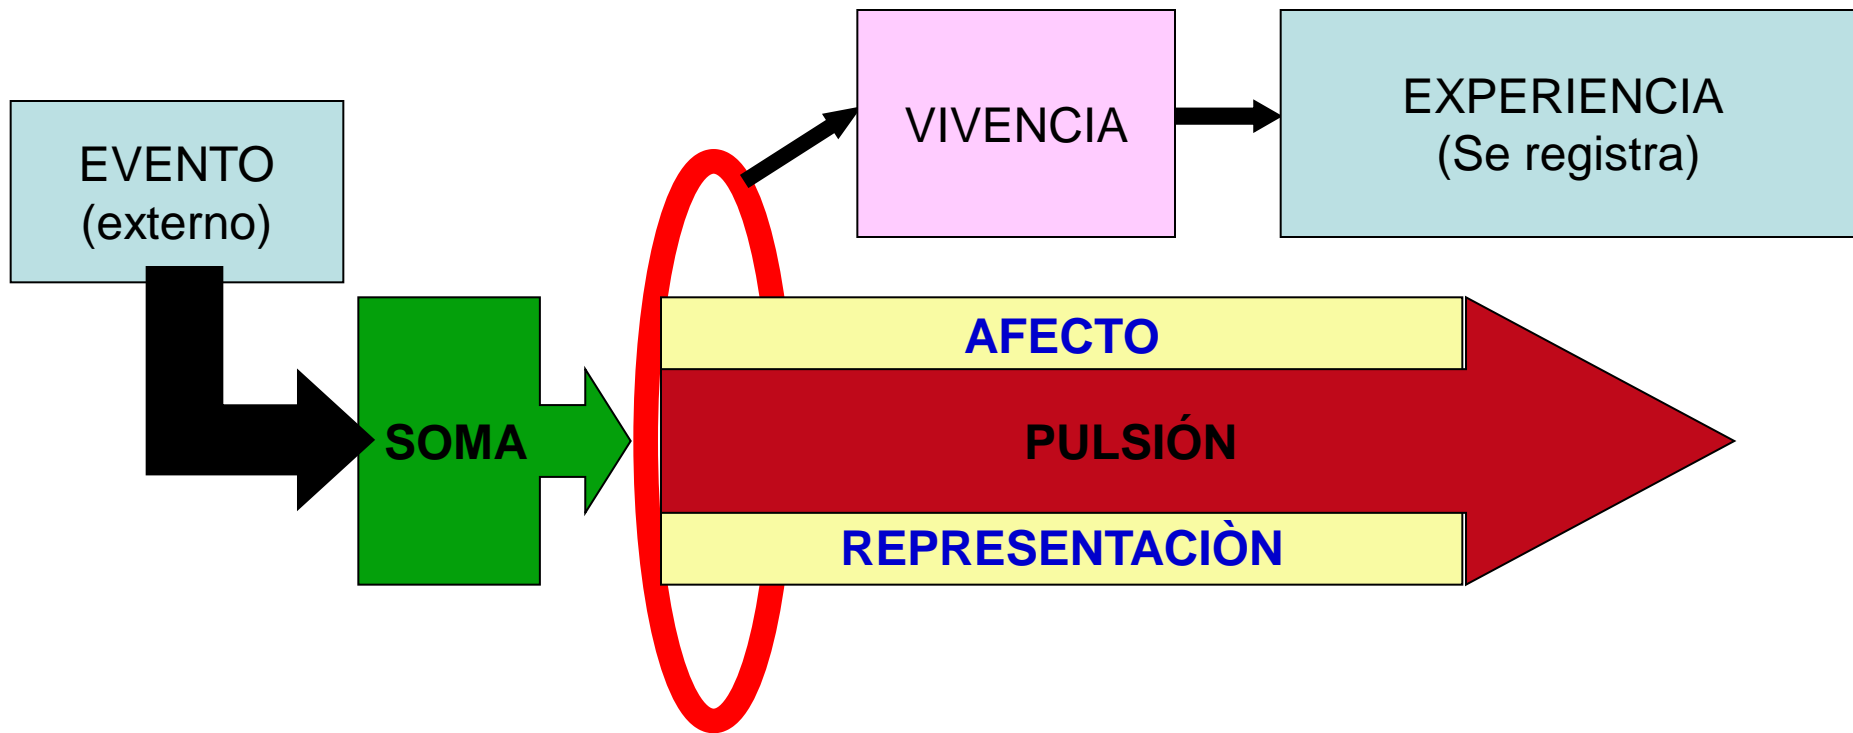 EVENTO
(externo)
VIVENCIA
EXPERIENCIA
(Se registra)
AFECTO
SOMA
PULSIÓN
REPRESENTACIÒN